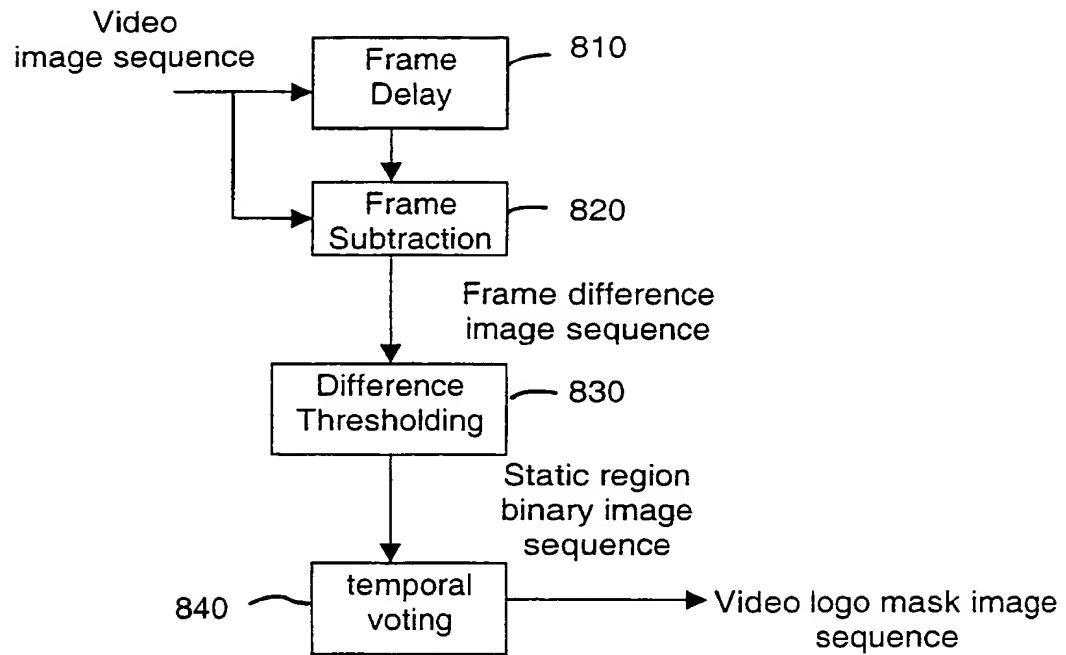 Video
image sequence
Frame
Delay
810
Frame
Subtraction
820
Frame difference
image sequence
Difference
Thresholding
830
Static region
binary image
sequence
temporal
voting
840
Video logo mask image
sequence